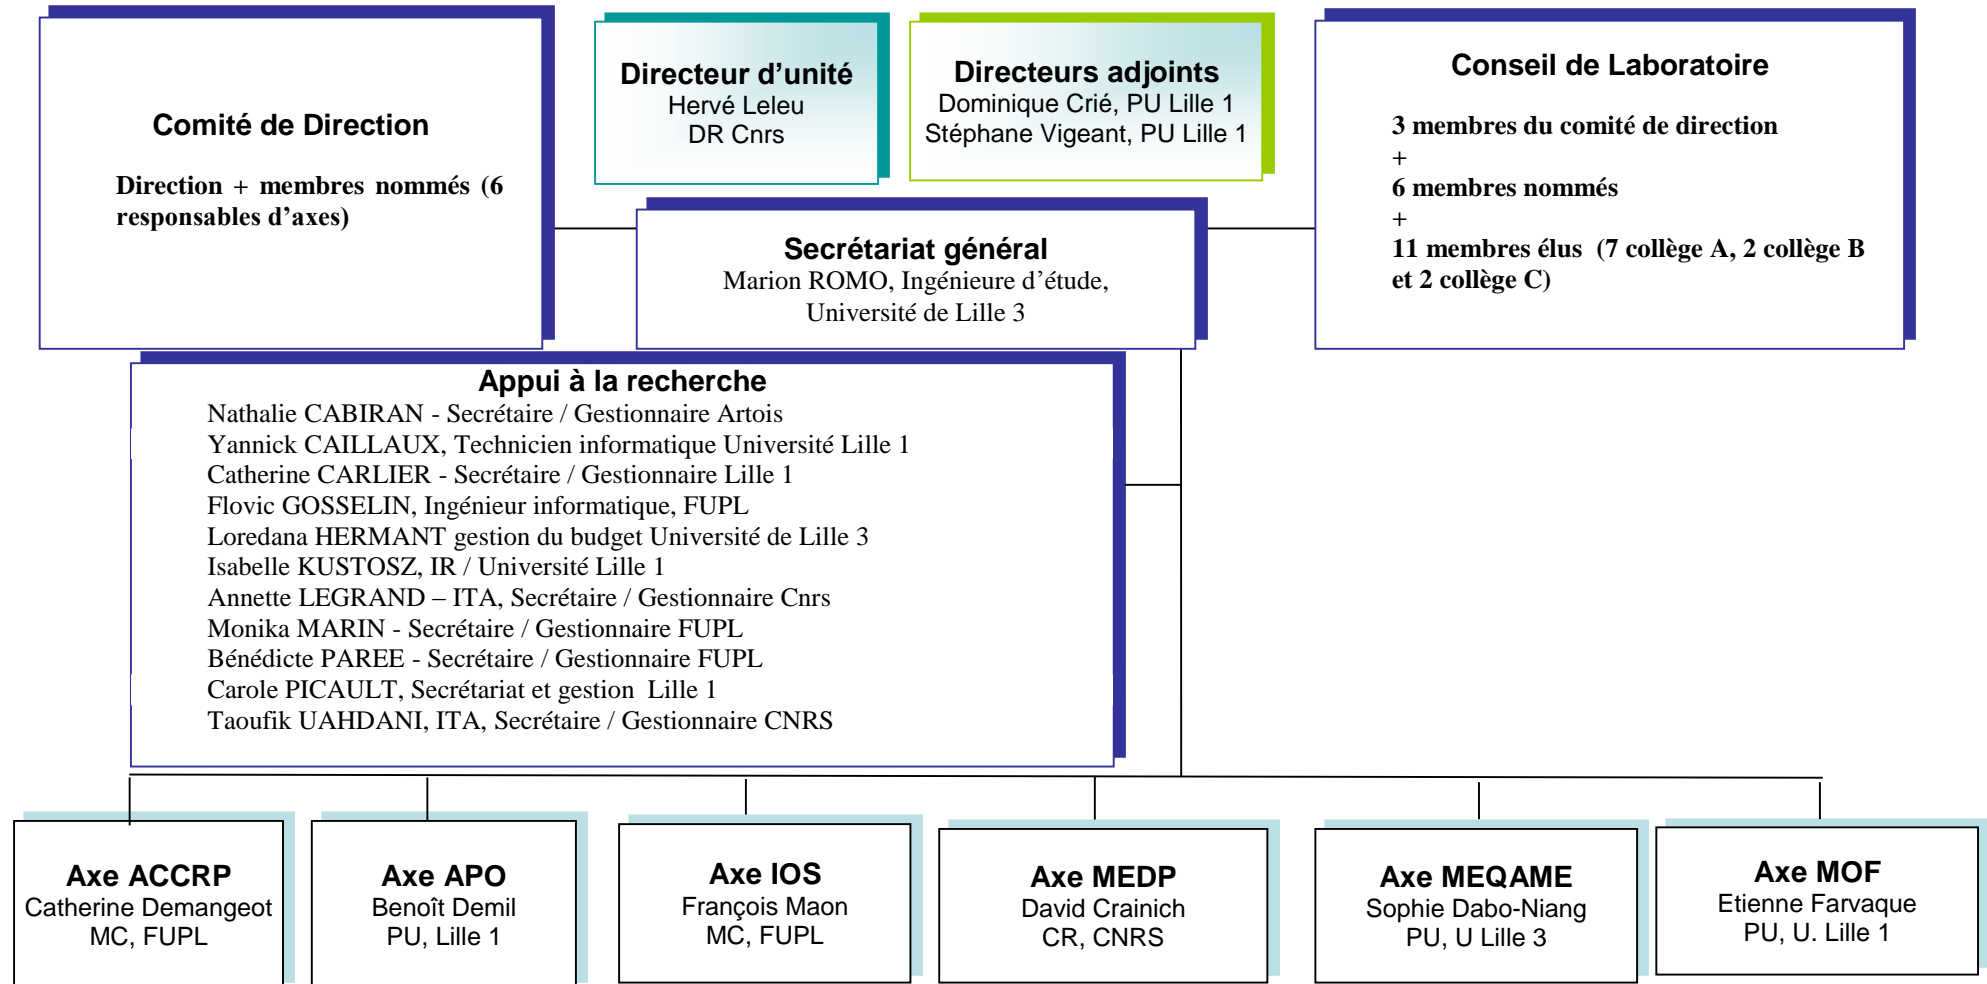 Comité de Direction
Direction + membres nommés (6
responsables d'axes)
Directeur d'unité
Hervé Leleu
DR Cnrs
Directeurs adjoints
Dominique Crié, PU Lille 1
Stéphane Vigeant, PU Lille 1
Conseil de Laboratoire
3 membres du comité de direction
+
6 membres nommés
+
11 membres élus  (7 collège A, 2 collège B
et 2 collège C)
Secrétariat général
Marion ROMO, Ingénieure d'étude,
Université de Lille 3
Appui à la recherche
Nathalie CABIRAN - Secrétaire / Gestionnaire Artois
Yannick CAILLAUX, Technicien informatique Université Lille 1
Catherine CARLIER - Secrétaire / Gestionnaire Lille 1
Flovic GOSSELIN, Ingénieur informatique, FUPL
Loredana HERMANT gestion du budget Université de Lille 3
Isabelle KUSTOSZ, IR / Université Lille 1
Annette LEGRAND – ITA, Secrétaire / Gestionnaire Cnrs
Monika MARIN - Secrétaire / Gestionnaire FUPL
Bénédicte PAREE - Secrétaire / Gestionnaire FUPL
Carole PICAULT, Secrétariat et gestion  Lille 1
Taoufik UAHDANI, ITA, Secrétaire / Gestionnaire CNRS
Axe ACCRP
Catherine Demangeot
MC, FUPL
Axe APO
Benoît Demil
PU, Lille 1
Axe IOS
François Maon
MC, FUPL
Axe MEDP
David Crainich
CR, CNRS
Axe MEQAME
Sophie Dabo-Niang
PU, U Lille 3
Axe MOF
Etienne Farvaque
PU, U. Lille 1